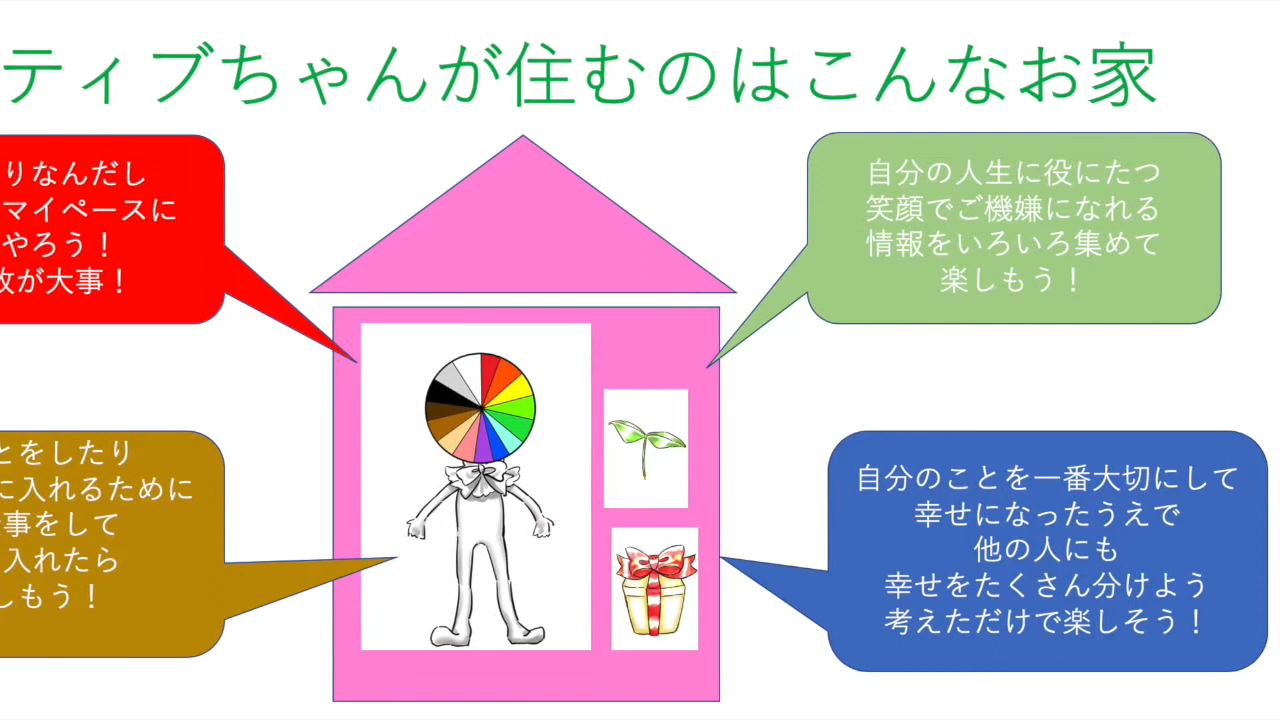 ティブちゃんが住むのはこんなお家
りなんだし
マイペースに
やろう！
が大事！
自分の人生に役にたつ
笑顔でご機嫌になれる
情報をいろいろ集めて
楽しもう！
とをしたり
に入れるために
事をして
入れたら
しもう！
自分のことを一番大切にして
幸せになったうえで
他の人にも
幸せをたくさん分けよう
考えただけで楽しそう！